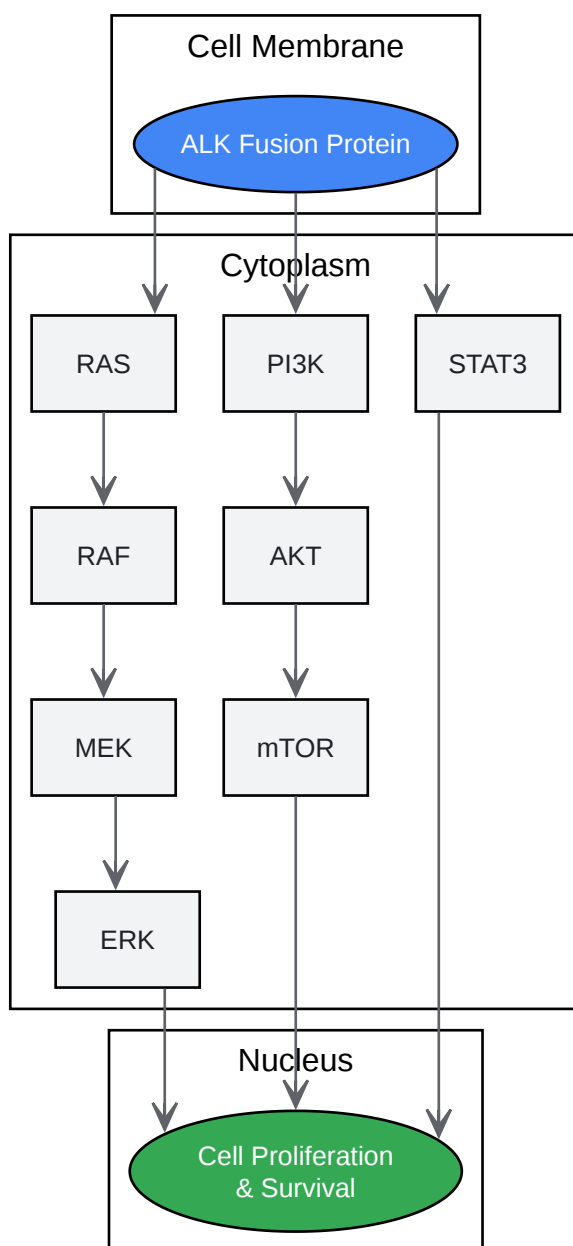 Cell Membrane
ALK Fusion Protein
Cytoplasm
RAS
PI3K
STAT3
RAF
AKT
MEK
mTOR
ERK
Nucleus
Cell Proliferation
& Survival